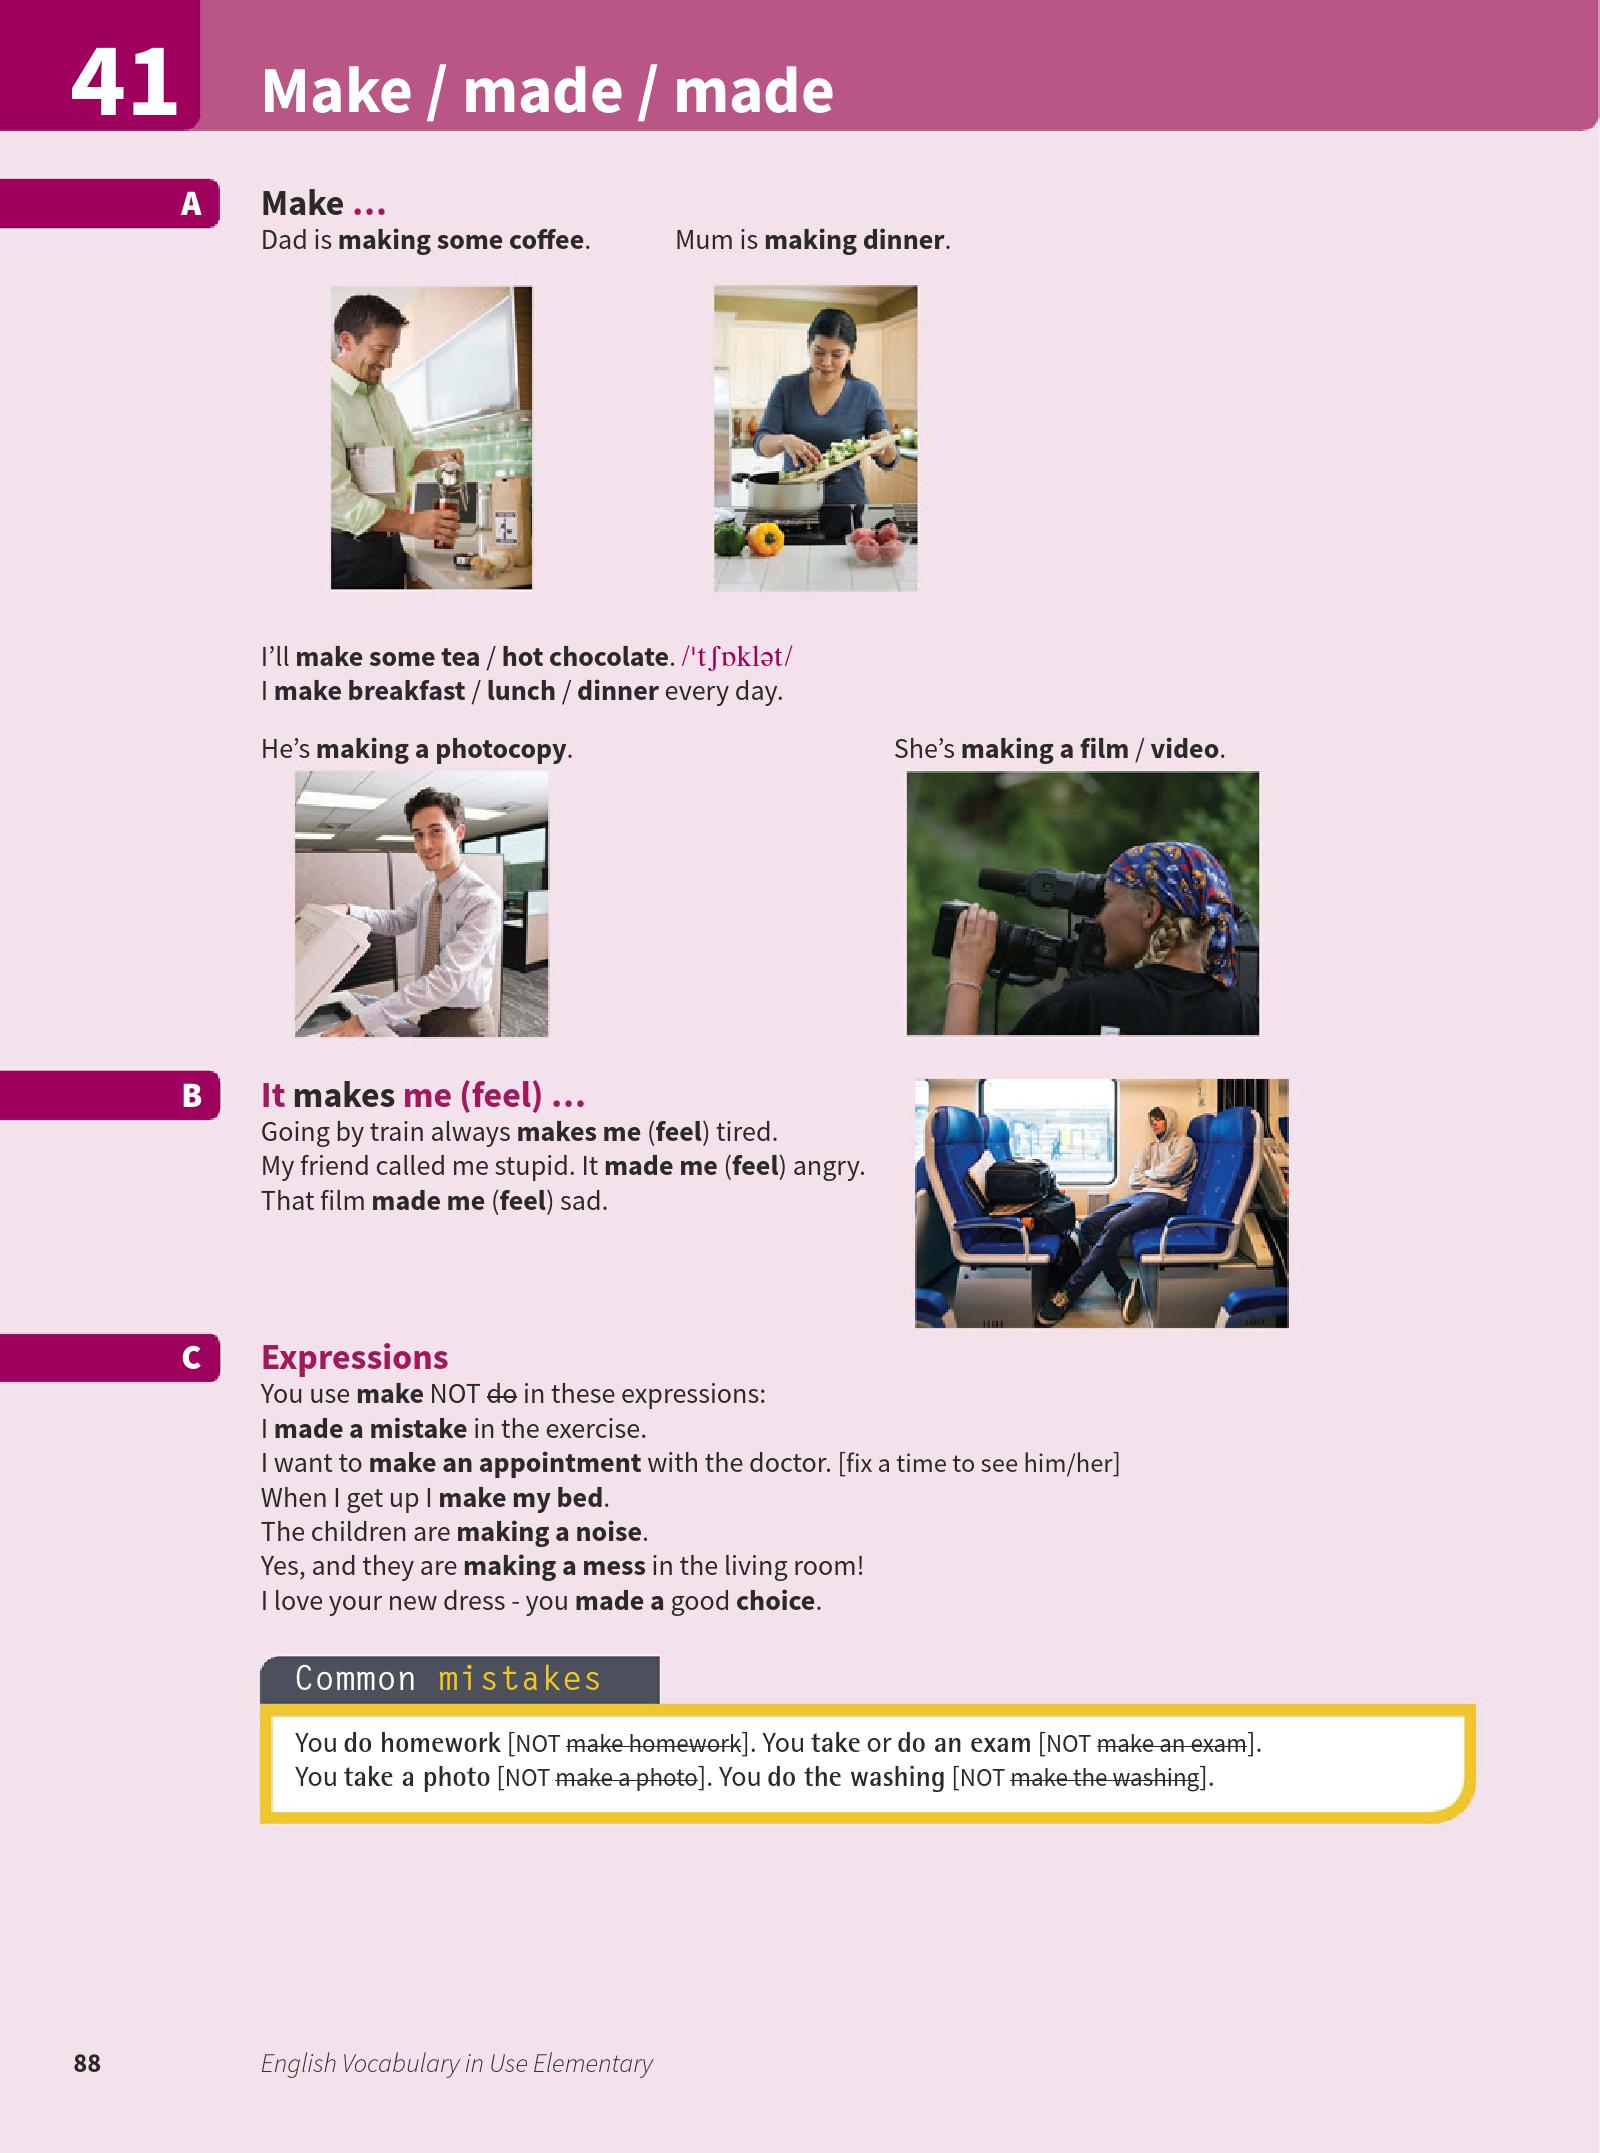 41
Make / made / made
A
Make ...
Dad is making some coffee.
Mum is making dinner.
I'll make some tea / hot chocolate. /ˈtʃɒklət/
I make breakfast / lunch / dinner every day.
He's making a photocopy.
She's making a film / video.
B
It makes me (feel) ...
Going by train always makes me (feel) tired.
My friend called me stupid. It made me (feel) angry.
That film made me (feel) sad.
C
Expressions
You use make NOT do in these expressions:
I made a mistake in the exercise.
I want to make an appointment with the doctor. [fix a time to see him/her]
When I get up I make my bed.
The children are making a noise.
Yes, and they are making a mess in the living room!
I love your new dress - you made a good choice.
Common mistakes
You do homework [NOT make homework]. You take or do an exam [NOT make an exam].
You take a photo [NOT make a photo]. You do the washing [NOT make the washing].
88
English Vocabulary in Use Elementary